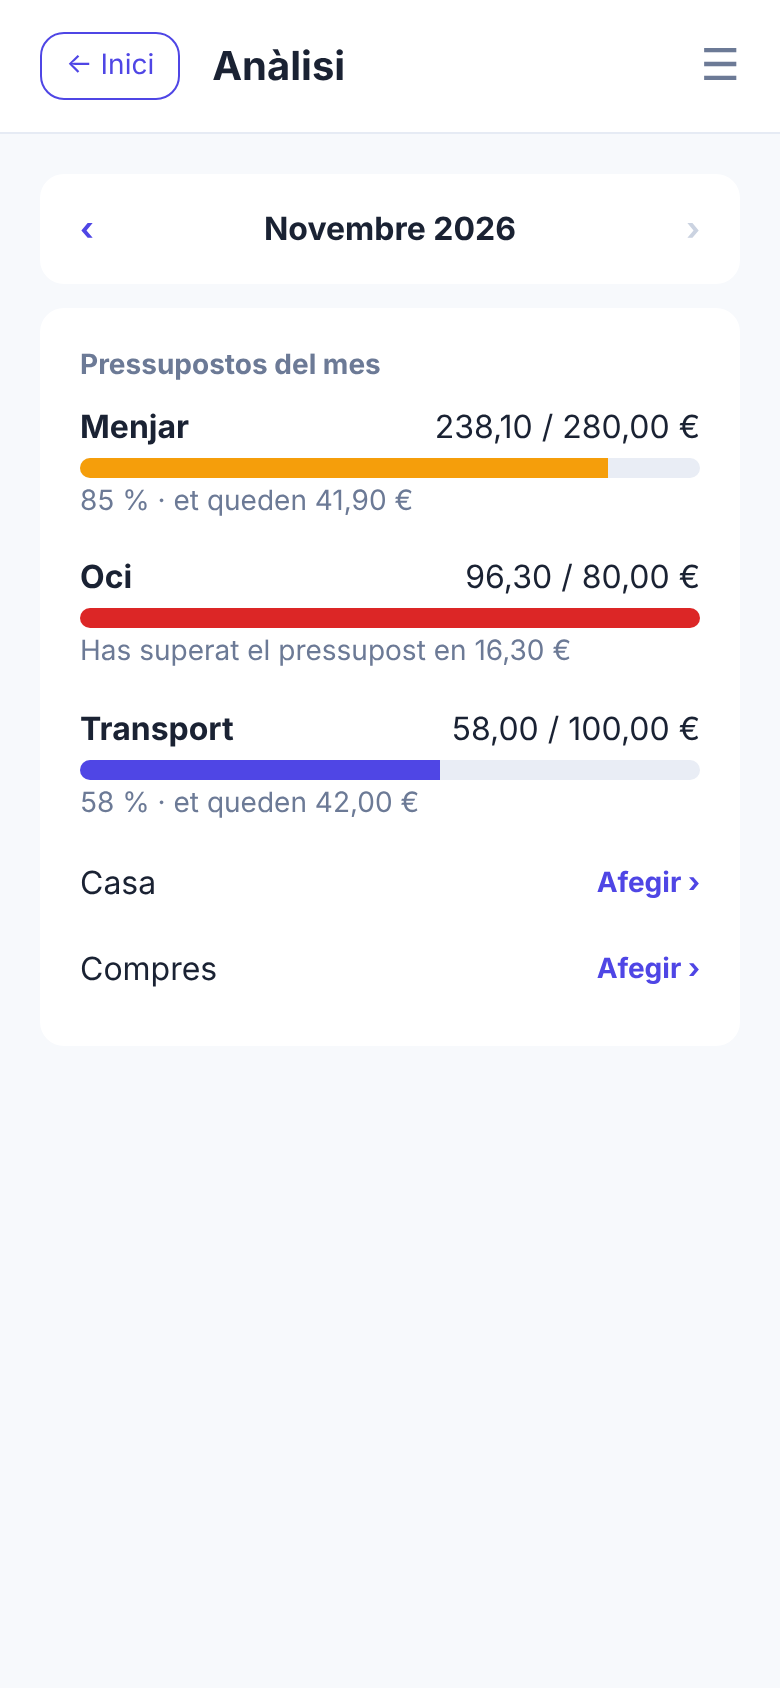 ← Inici Anàlisi ☰
‹ Novembre 2026 ›
Pressupostos del mes
Menjar 238,10 / 280,00 €
85 % · et queden 41,90 €
Oci 96,30 / 80,00 €
Has superat el pressupost en 16,30 €
Transport 58,00 / 100,00 €
58 % · et queden 42,00 €
Casa Afegir ›
Compres Afegir ›